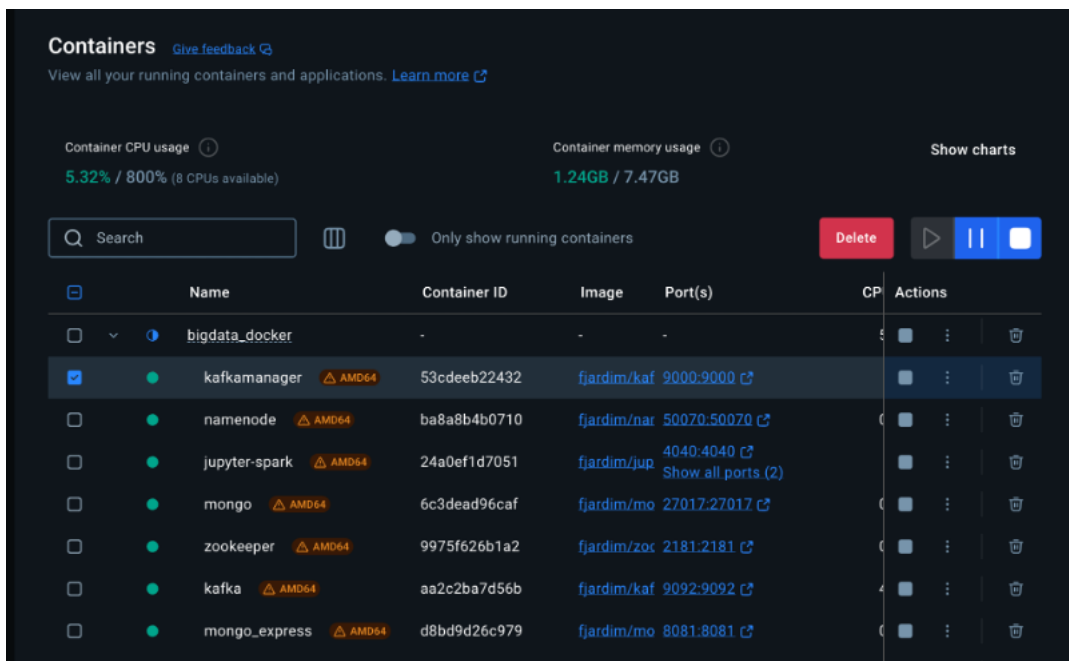 Containers Give feedback
View all your running containers and applications. Learn more
Container CPU usage Container memory usage Show charts
5.32% / 800% (8 CPUs available) 1.24GB / 7.47GB
Search Only show running containers Delete
Name Container ID Image Port(s) CP Actions
bigdata_docker - - -
kafkamanager AMD64 53cdeeb22432 fjardim/kaf 9000:9000
namenode AMD64 ba8a8b4b0710 fjardim/nar 50070:50070
jupyter-spark AMD64 24a0ef1d7051 fjardim/jup 4040:4040
Show all ports (2)
mongo AMD64 6c3dead96caf fjardim/mo 27017:27017
zookeeper AMD64 9975f626b1a2 fjardim/zoc 2181:2181
kafka AMD64 aa2c2ba7d56b fjardim/kaf 9092:9092
mongo_express AMD64 d8bd9d26c979 fjardim/mo 8081:8081